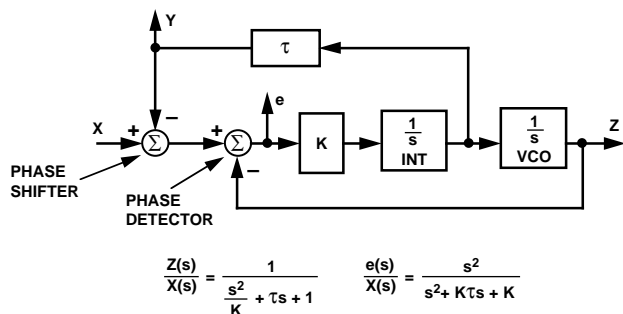 Y
τ
e
X
+
−
Σ
+
Σ
−
K
1
s
INT
1
s
VCO
Z
PHASE
SHIFTER
PHASE
DETECTOR
Z(s)/X(s) = 1/(s²/K + τs + 1)
e(s)/X(s) = s²/(s² + Kτs + K)